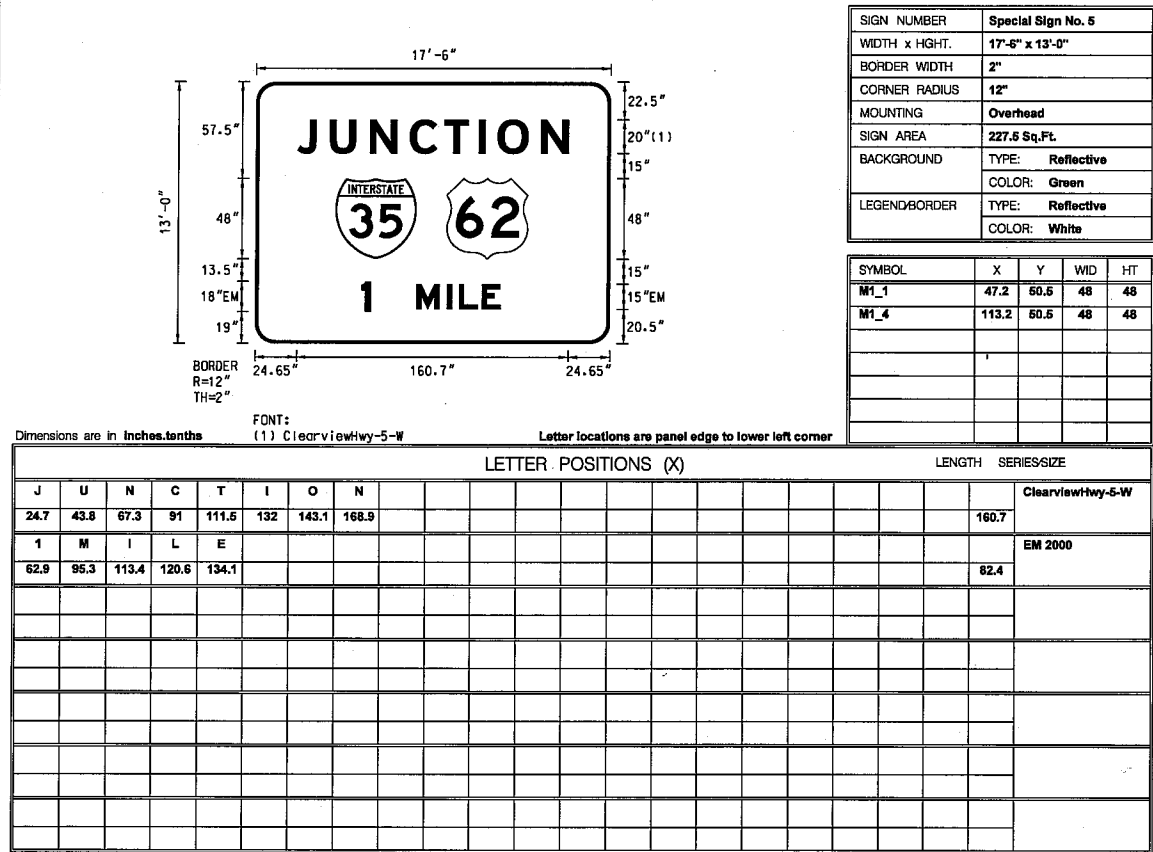 SIGN NUMBER Special Sign No. 5
WIDTH x HGHT. 17'-6" x 13'-0"
BORDER WIDTH 2"
CORNER RADIUS 12"
MOUNTING Overhead
SIGN AREA 227.5 Sq.Ft.
BACKGROUND TYPE: Reflective
COLOR: Green
LEGEND/BORDER TYPE: Reflective
COLOR: White
SYMBOL X Y WID HT
M1_1 47.2 50.5 48 48
M1_4 113.2 50.5 48 48
17'-6"
13'-0"
57.5"
48"
13.5"
18"EM
19"
JUNCTION
INTERSTATE
35 62
1 MILE
22.5"
20"(1)
15"
48"
15"
15"EM
20.5"
24.65" 160.7" 24.65"
BORDER
R=12"
TH=2"
FONT:
(1) ClearviewHwy-5-W
Dimensions are in inches.tenths
Letter locations are panel edge to lower left corner
LETTER POSITIONS (X) LENGTH SERIES/SIZE
J U N C T I O N ClearviewHwy-5-W
24.7 43.8 67.3 91 111.5 132 143.1 168.9 160.7
1 M I L E EM 2000
62.9 95.3 113.4 120.6 134.1 82.4